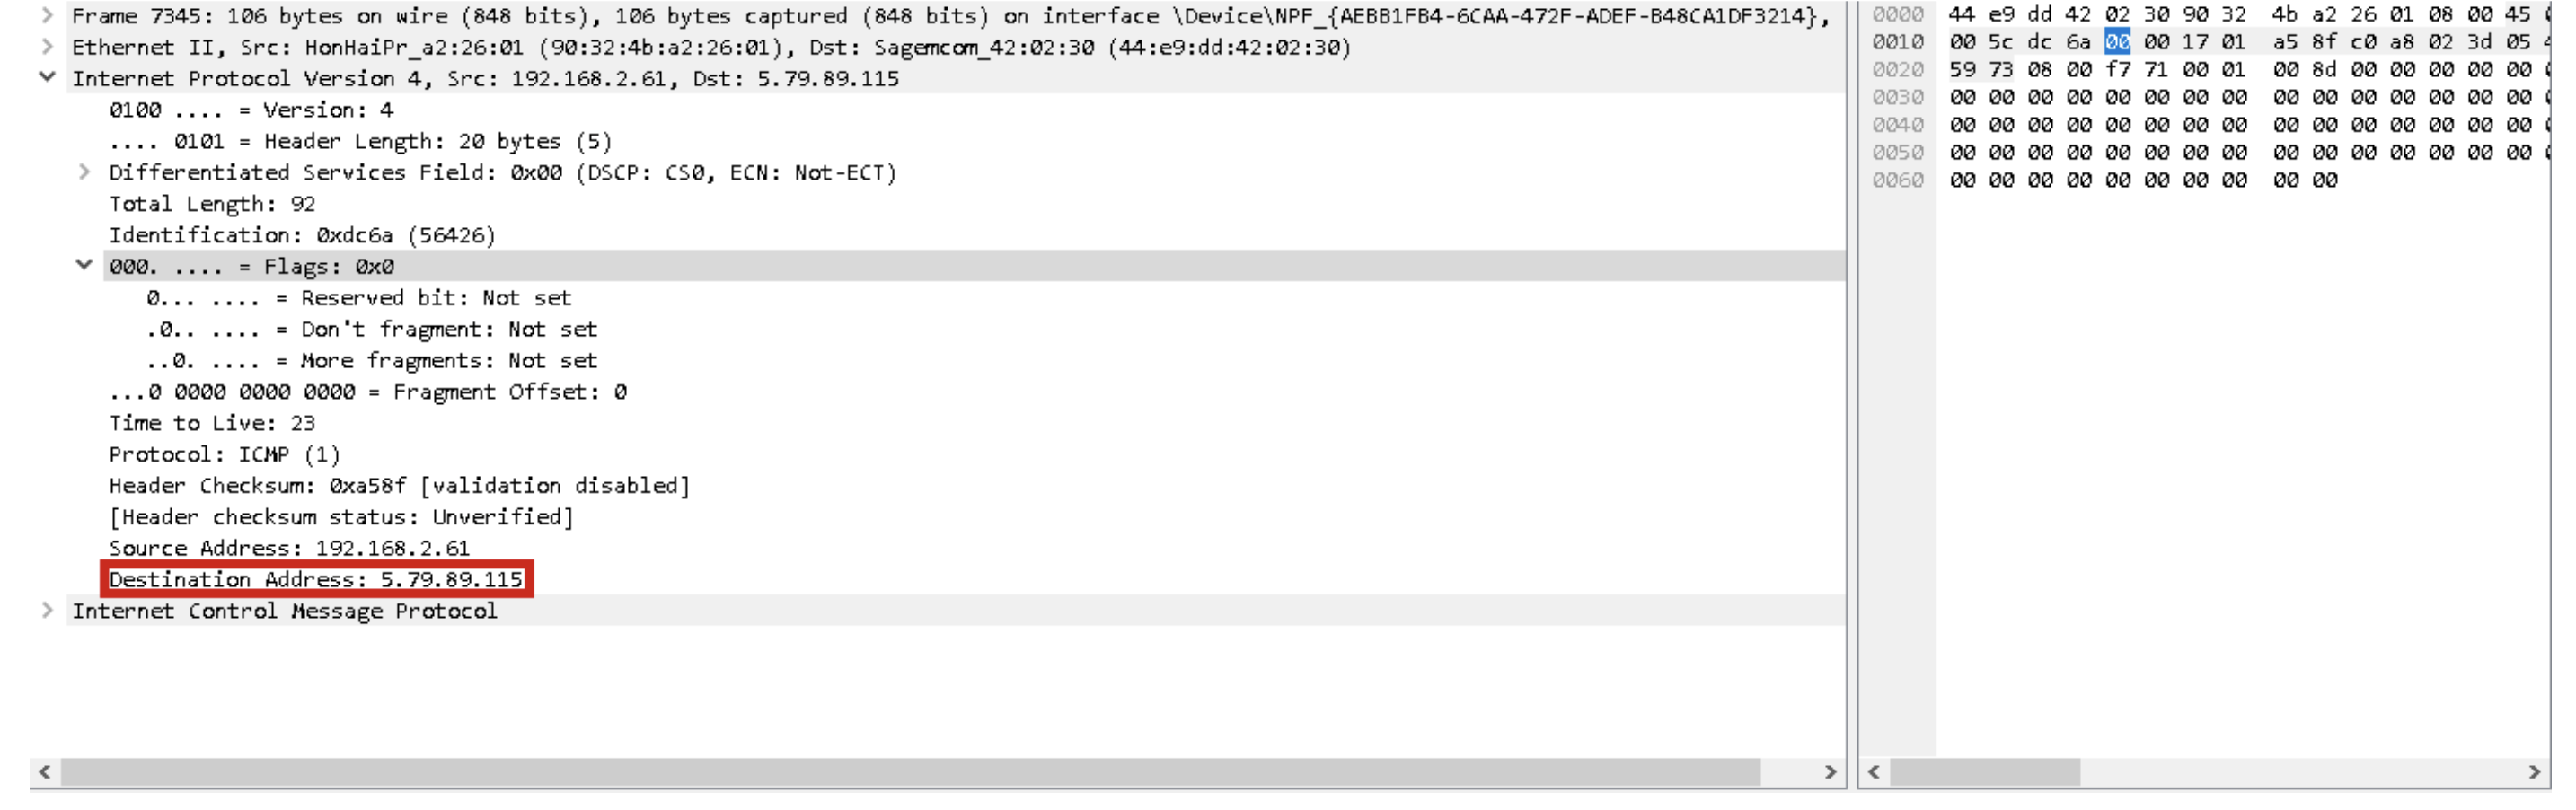 Frame 7345: 106 bytes on wire (848 bits), 106 bytes captured (848 bits) on interface \Device\NPF_{AEBB1FB4-6CAA-472F-ADEF-B48CA1DF3214},
Ethernet II, Src: HonHaiPr_a2:26:01 (90:32:4b:a2:26:01), Dst: Sagemcom_42:02:30 (44:e9:dd:42:02:30)
Internet Protocol Version 4, Src: 192.168.2.61, Dst: 5.79.89.115
0100 .... = Version: 4
.... 0101 = Header Length: 20 bytes (5)
Differentiated Services Field: 0x00 (DSCP: CS0, ECN: Not-ECT)
Total Length: 92
Identification: 0xdc6a (56426)
000. .... = Flags: 0x0
0... .... = Reserved bit: Not set
.0.. .... = Don't fragment: Not set
..0. .... = More fragments: Not set
...0 0000 0000 0000 = Fragment Offset: 0
Time to Live: 23
Protocol: ICMP (1)
Header Checksum: 0xa58f [validation disabled]
[Header checksum status: Unverified]
Source Address: 192.168.2.61
Destination Address: 5.79.89.115
Internet Control Message Protocol
0000 44 e9 dd 42 02 30 90 32 4b a2 26 01 08 00 45
0010 00 5c dc 6a 00 00 17 01 a5 8f c0 a8 02 3d 05
0020 59 73 08 00 f7 71 00 01 00 8d 00 00 00 00 00
0030 00 00 00 00 00 00 00 00 00 00 00 00 00 00 00
0040 00 00 00 00 00 00 00 00 00 00 00 00 00 00 00
0050 00 00 00 00 00 00 00 00 00 00 00 00 00 00 00
0060 00 00 00 00 00 00 00 00 00 00